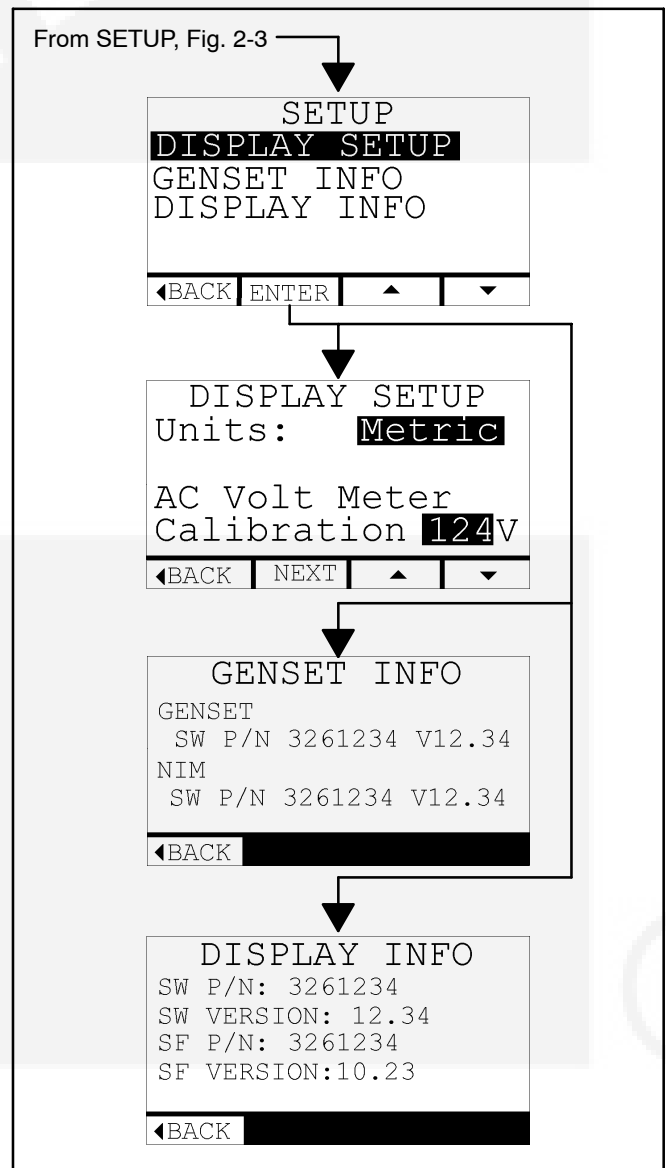 From SETUP, Fig. 2-3
SETUP
DISPLAY SETUP
GENSET INFO
DISPLAY INFO
◀BACK ENTER ▲ ▼
DISPLAY SETUP
Units: Metric
AC Volt Meter
Calibration 124V
◀BACK NEXT ▲ ▼
GENSET INFO
GENSET
SW P/N 3261234 V12.34
NIM
SW P/N 3261234 V12.34
◀BACK
DISPLAY INFO
SW P/N: 3261234
SW VERSION: 12.34
SF P/N: 3261234
SF VERSION:10.23
◀BACK